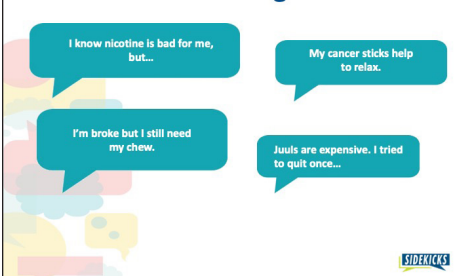 I know nicotine is bad for me,
but...
My cancer sticks help
to relax.
I'm broke but I still need
my chew.
Juuls are expensive. I tried
to quit once...
SIDEKICKS